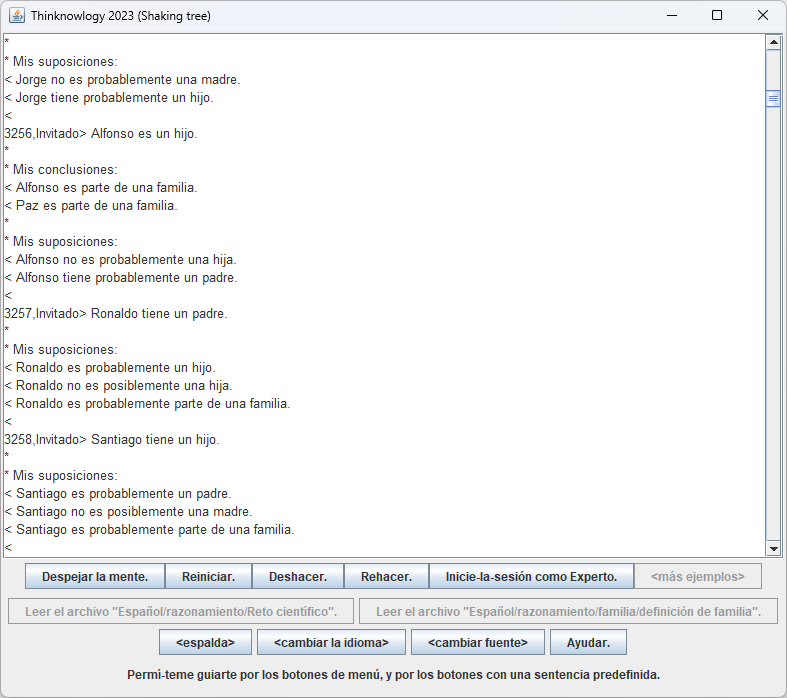 Thinknowlogy 2023 (Shaking tree)
*
* Mis suposiciones:
< Jorge no es probablemente una madre.
< Jorge tiene probablemente un hijo.
<
3256,Invitado> Alfonso es un hijo.
*
* Mis conclusiones:
< Alfonso es parte de una familia.
< Paz es parte de una familia.
*
* Mis suposiciones:
< Alfonso no es probablemente una hija.
< Alfonso tiene probablemente un padre.
<
3257,Invitado> Ronaldo tiene un padre.
*
* Mis suposiciones:
< Ronaldo es probablemente un hijo.
< Ronaldo no es posiblemente una hija.
< Ronaldo es probablemente parte de una familia.
<
3258,Invitado> Santiago tiene un hijo.
*
* Mis suposiciones:
< Santiago es probablemente un padre.
< Santiago no es posiblemente una madre.
< Santiago es probablemente parte de una familia.
<
Despejar la mente. Reiniciar. Deshacer. Rehacer. Inicie-la-sesión como Experto. <más ejemplos>
Leer el archivo "Español/razonamiento/Reto científico". Leer el archivo "Español/razonamiento/familia/definición de familia".
<espalda> <cambiar la idioma> <cambiar fuente> Ayudar.
Permí-teme guiarte por los botones de menú, y por los botones con una sentencia predefinida.